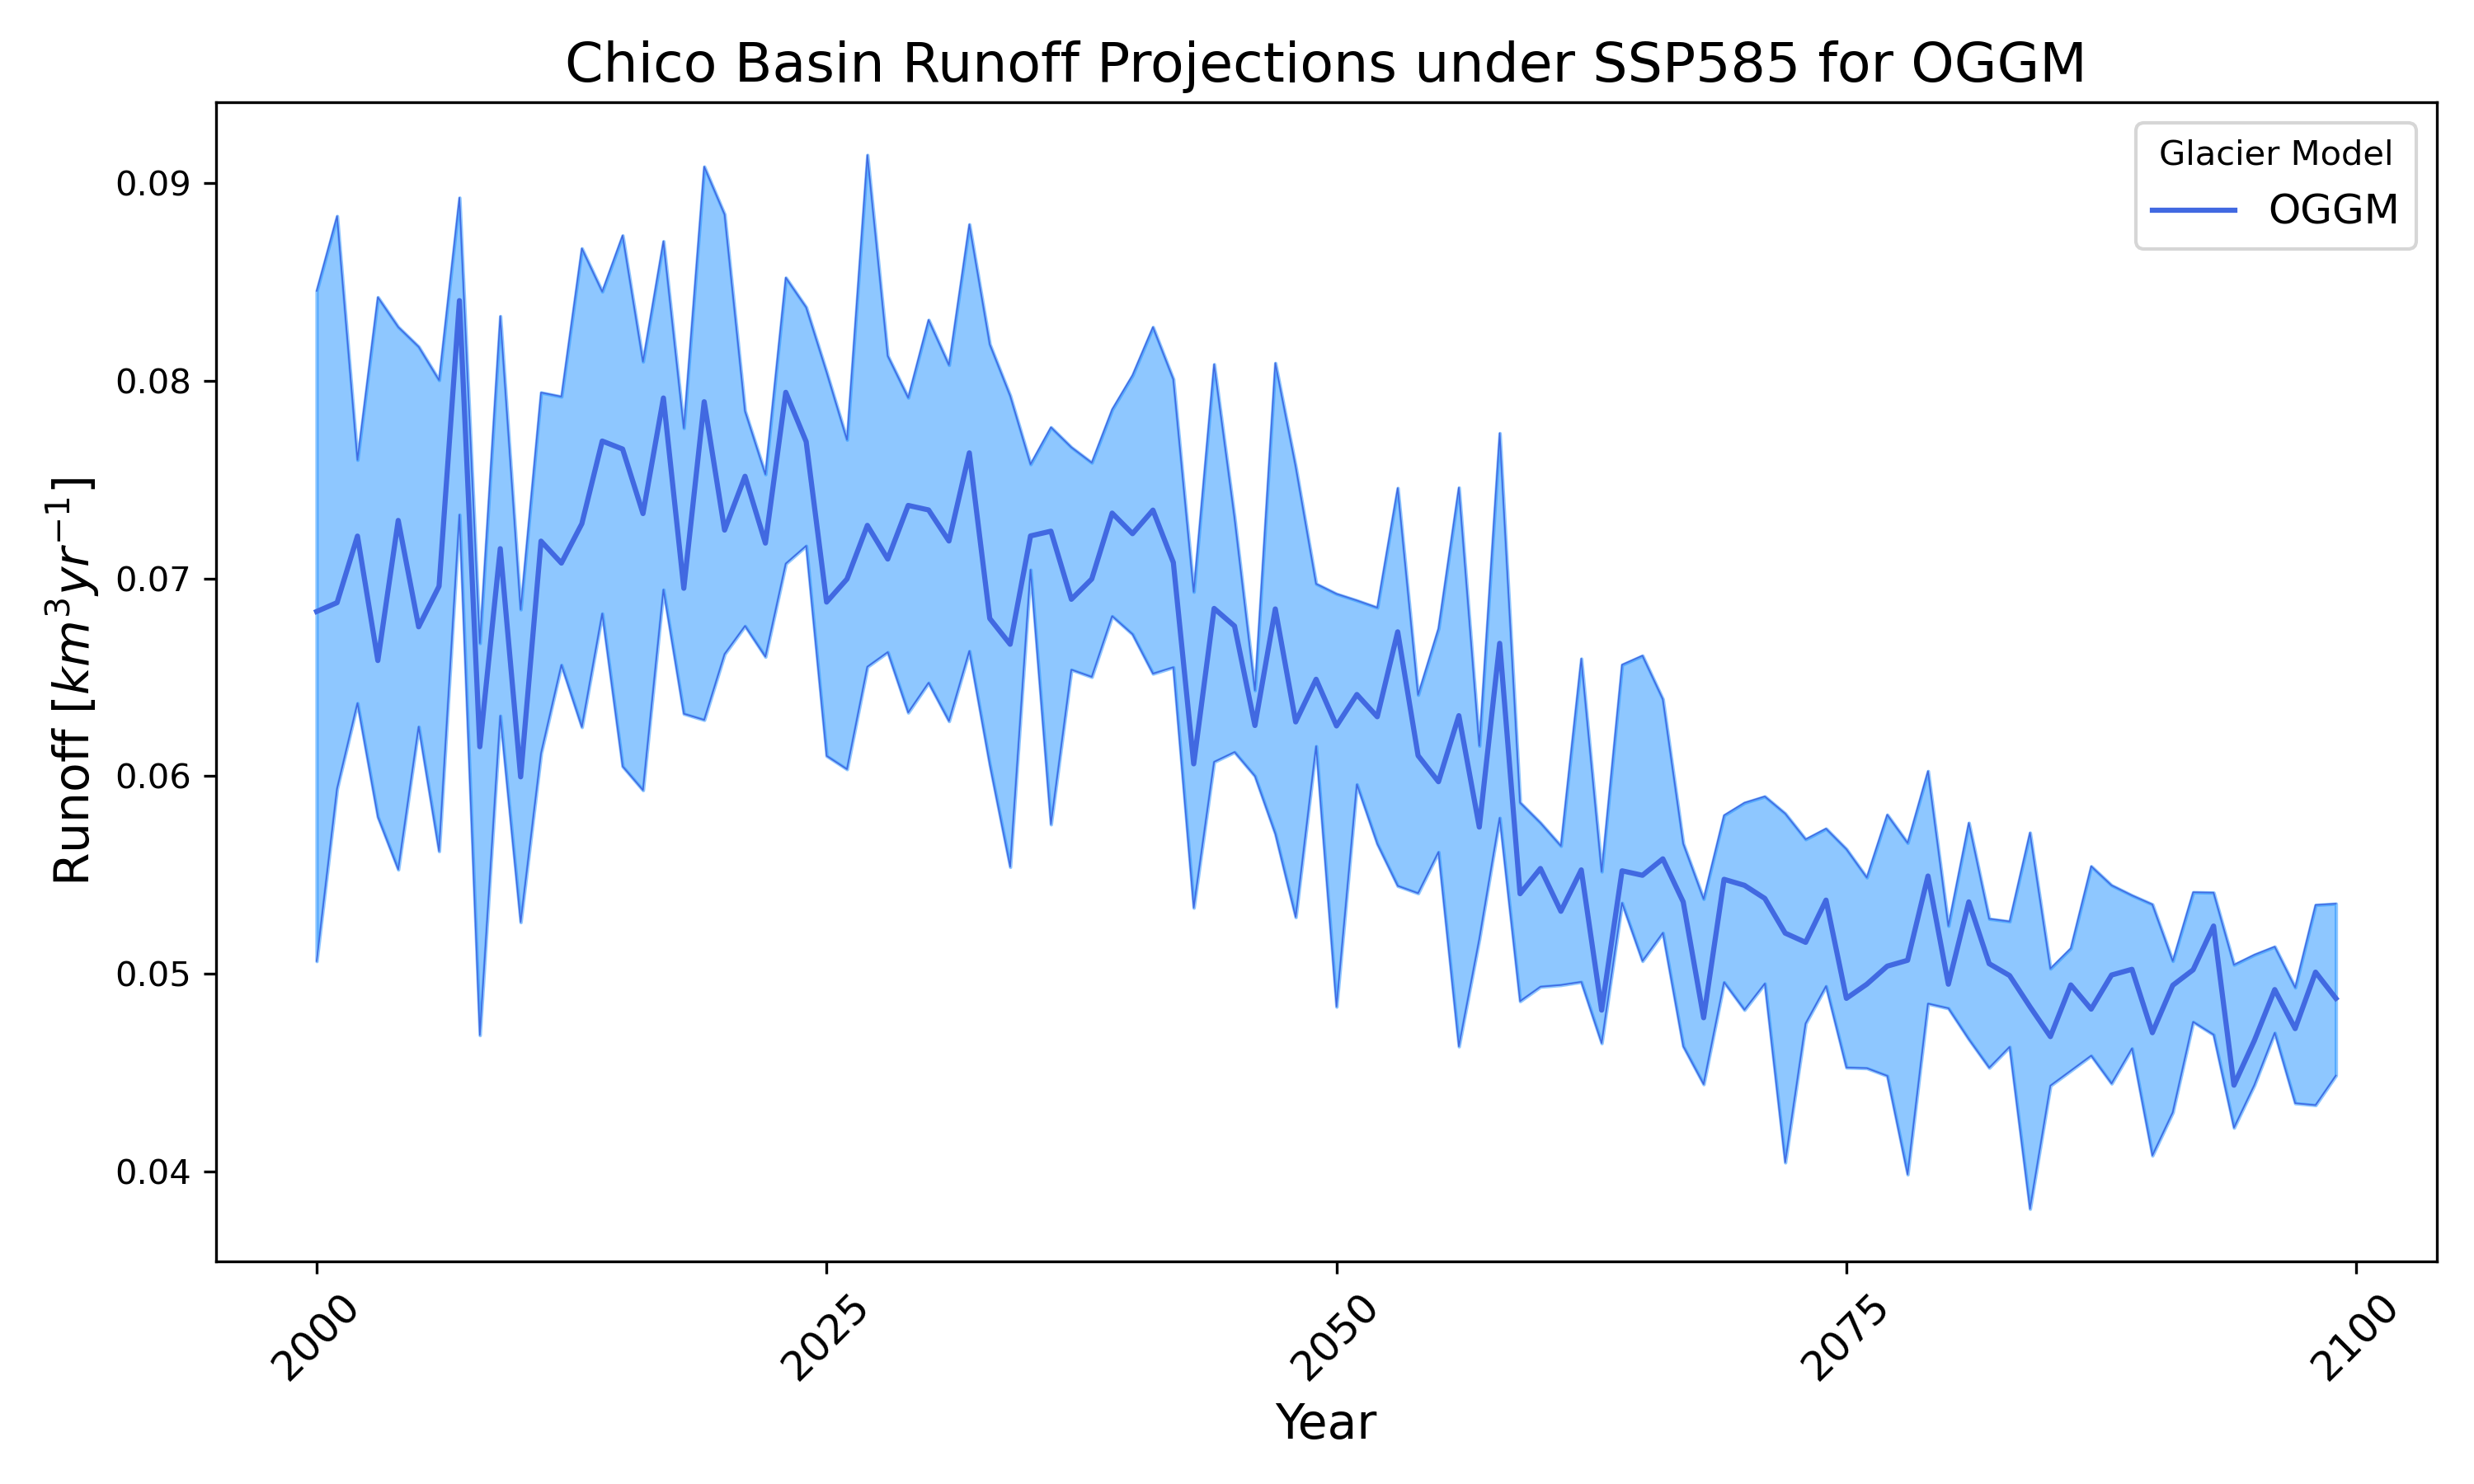 Chico Basin Runoff Projections under SSP585 for OGGM
Glacier Model
OGGM
Runoff [km³yr⁻¹]
0.09
0.08
0.07
0.06
0.05
0.04
2000
2025
2050
2075
2100
Year